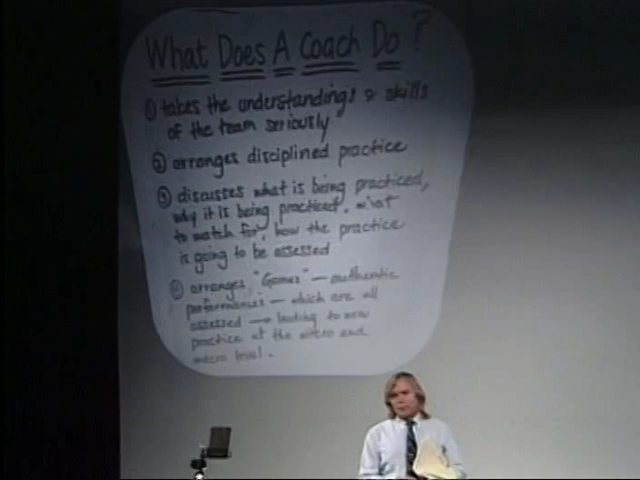 What Does A Coach Do?
① takes the understandings & skills
of the team seriously
② arranges disciplined practice
③ discusses what is being practiced,
why it is being practiced, what
to watch for, how the practice
is going to be assessed
④ arranges "Games" — authentic
performances — which are all
assessed → leading to new
practice at the micro and
macro level.